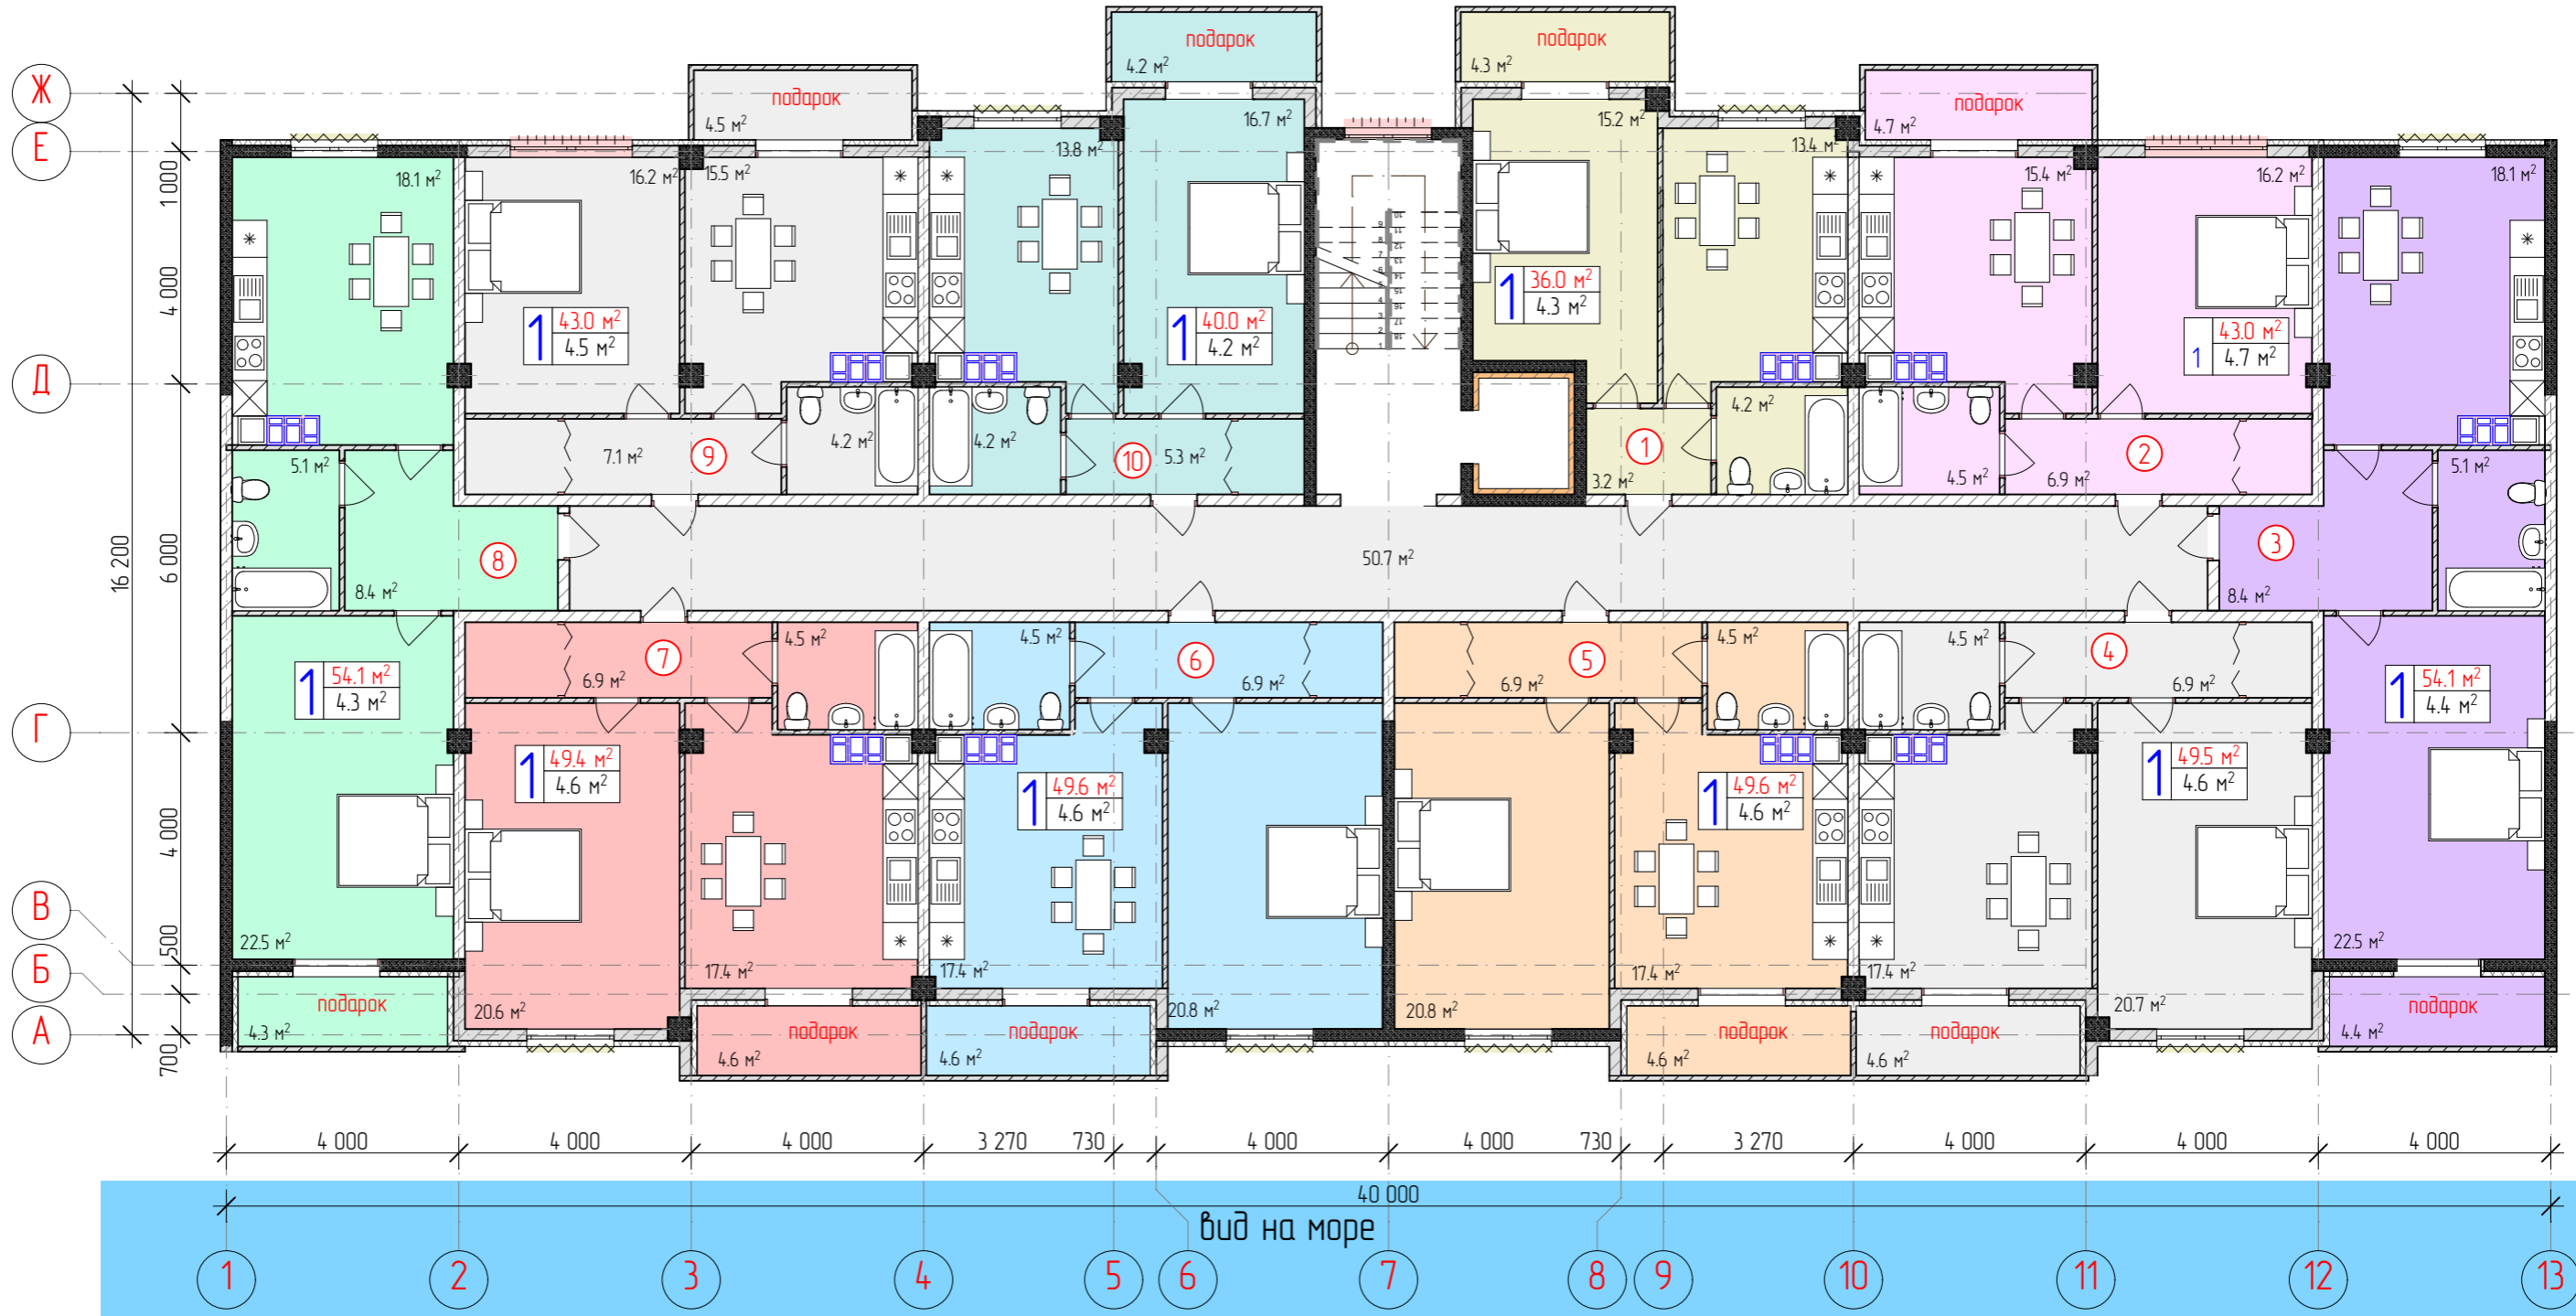 подарок
4.2 м²
подарок
4.3 м²
Ж
подарок
4.5 м²
16.7 м²
15.2 м²
подарок
4.7 м²
Е
13.8 м²
13.4 м²
18.1 м²
16.2 м²
15.5 м²
15.4 м²
16.2 м²
18.1 м²
1 000
4 000
1
43.0 м²
4.5 м²
1
40.0 м²
4.2 м²
1
36.0 м²
4.3 м²
1
43.0 м²
4.7 м²
Д
5.1 м²
7.1 м²
9
4.2 м²
4.2 м²
10
5.3 м²
1
3.2 м²
4.2 м²
4.5 м²
2
6.9 м²
5.1 м²
16 200
6 000
8
8.4 м²
50.7 м²
3
8.4 м²
7
6.9 м²
4.5 м²
4.5 м²
6
6.9 м²
5
6.9 м²
4.5 м²
4.5 м²
4
6.9 м²
1
54.1 м²
4.3 м²
1
54.1 м²
4.4 м²
Г
1
49.4 м²
4.6 м²
1
49.6 м²
4.6 м²
1
49.6 м²
4.6 м²
1
49.5 м²
4.6 м²
4 000
В
500
Б
22.5 м²
17.4 м²
17.4 м²
17.4 м²
17.4 м²
22.5 м²
А
700
подарок
4.3 м²
20.6 м²
подарок
4.6 м²
подарок
4.6 м²
20.8 м²
20.8 м²
подарок
4.6 м²
подарок
4.6 м²
20.7 м²
подарок
4.4 м²
4 000
4 000
4 000
3 270
730
4 000
4 000
730
3 270
4 000
4 000
4 000
40 000
вид на море
1
2
3
4
5
6
7
8
9
10
11
12
13